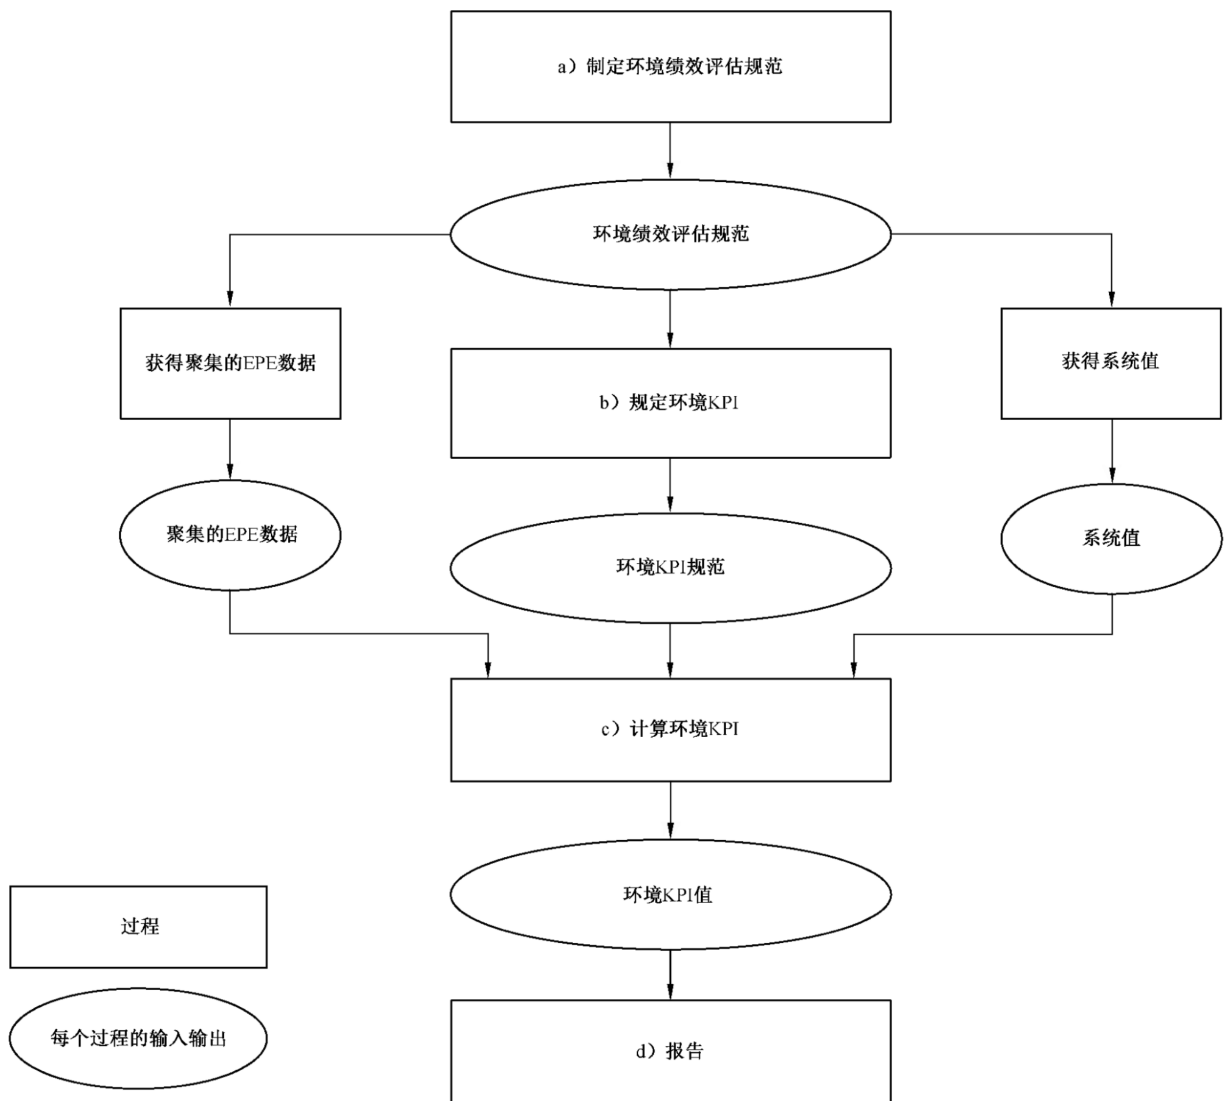 a）制定环境绩效评估规范
环境绩效评估规范
获得聚集的EPE数据
b）规定环境KPI
获得系统值
聚集的EPE数据
环境KPI规范
系统值
c）计算环境KPI
环境KPI值
过程
每个过程的输入输出
d）报告